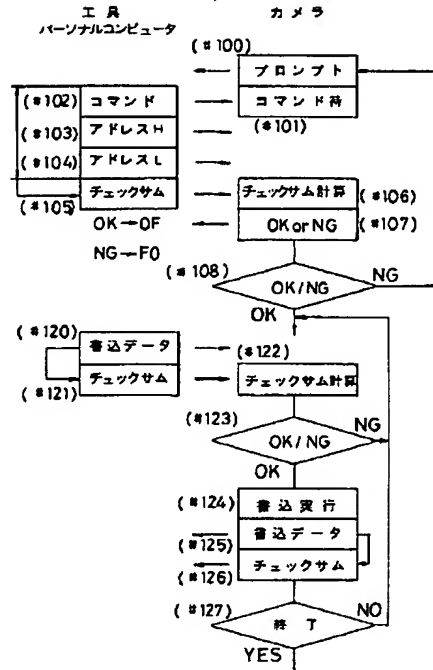 工具 カメラ
パーソナルコンピュータ
(#100)
プロンプト
(#102) コマンド コマンド待
(#103) アドレスH (#101)
(#104) アドレスL
(#105) チェックサム チェックサム計算 (#106)
OK→0F OKorNG (#107)
NG→F0
(#108) OK/NG NG
OK
(#120)
書込データ (#122)
(#121) チェックサム チェックサム計算
(#123) OK/NG NG
OK
(#124) 書込実行
(#125) 書込データ
(#126) チェックサム
(#127) 終了 NO
YES